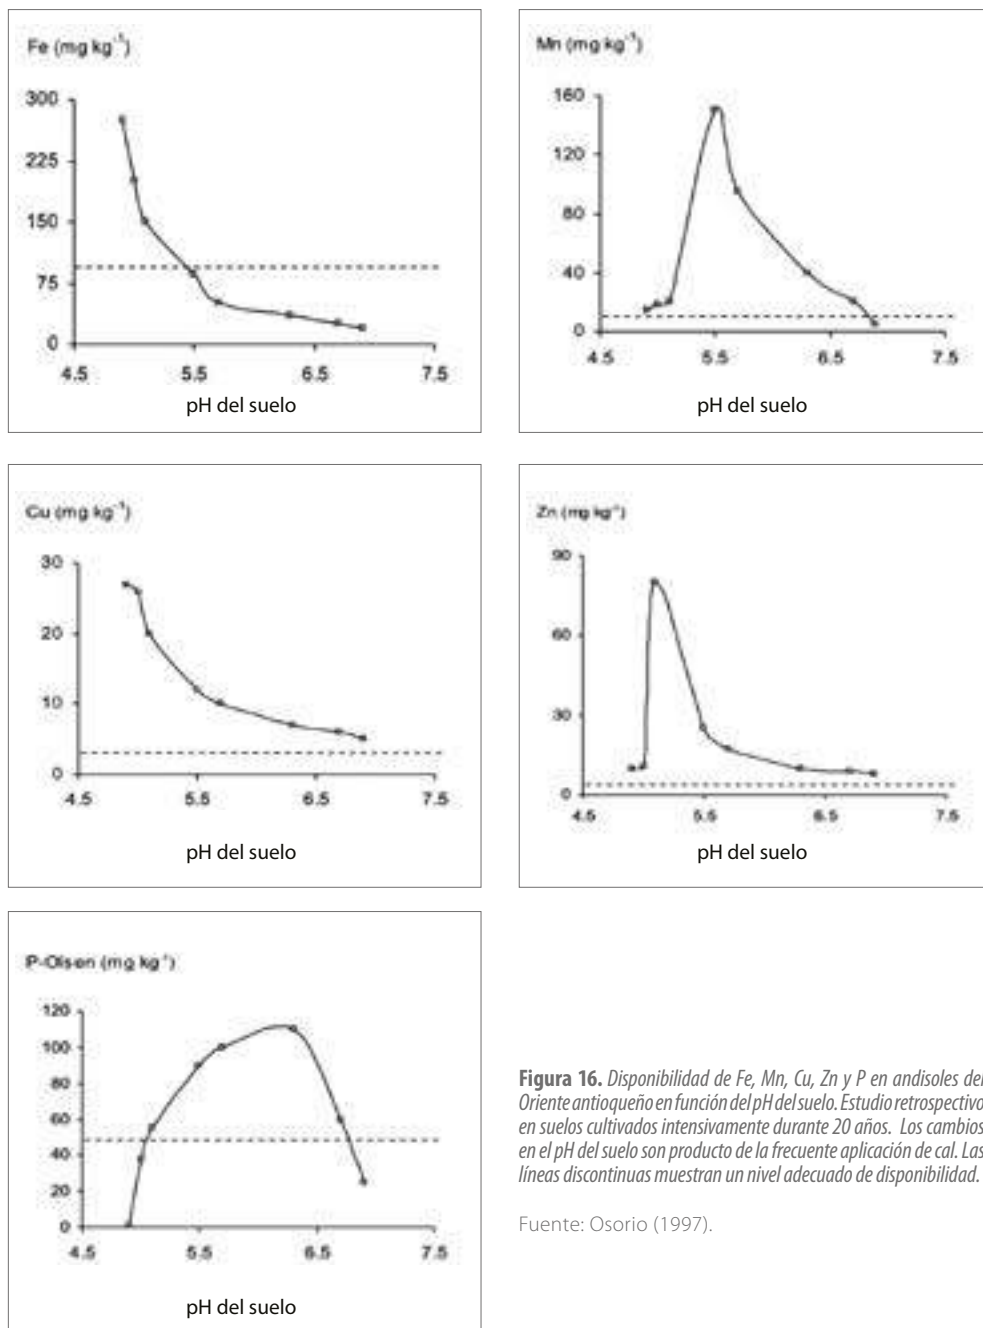 Fe (mg kg⁻¹)
300
225
150
75
0
4.5 5.5 6.5 7.5
pH del suelo
Mn (mg kg⁻¹)
160
120
80
40
0
4.5 5.5 6.5 7.5
pH del suelo
Cu (mg kg⁻¹)
30
20
10
0
4.5 5.5 6.5 7.5
pH del suelo
Zn (mg kg⁻¹)
90
60
30
0
4.5 5.5 6.5 7.5
pH del suelo
P-Olsen (mg kg⁻¹)
120
100
80
60
40
20
0
4.5 5.5 6.5 7.5
pH del suelo
Figura 16. Disponibilidad de Fe, Mn, Cu, Zn y P en andisoles del
Oriente antioqueño en función del pH del suelo. Estudio retrospectivo
en suelos cultivados intensivamente durante 20 años. Los cambios
en el pH del suelo son producto de la frecuente aplicación de cal. Las
líneas discontinuas muestran un nivel adecuado de disponibilidad.
Fuente: Osorio (1997).